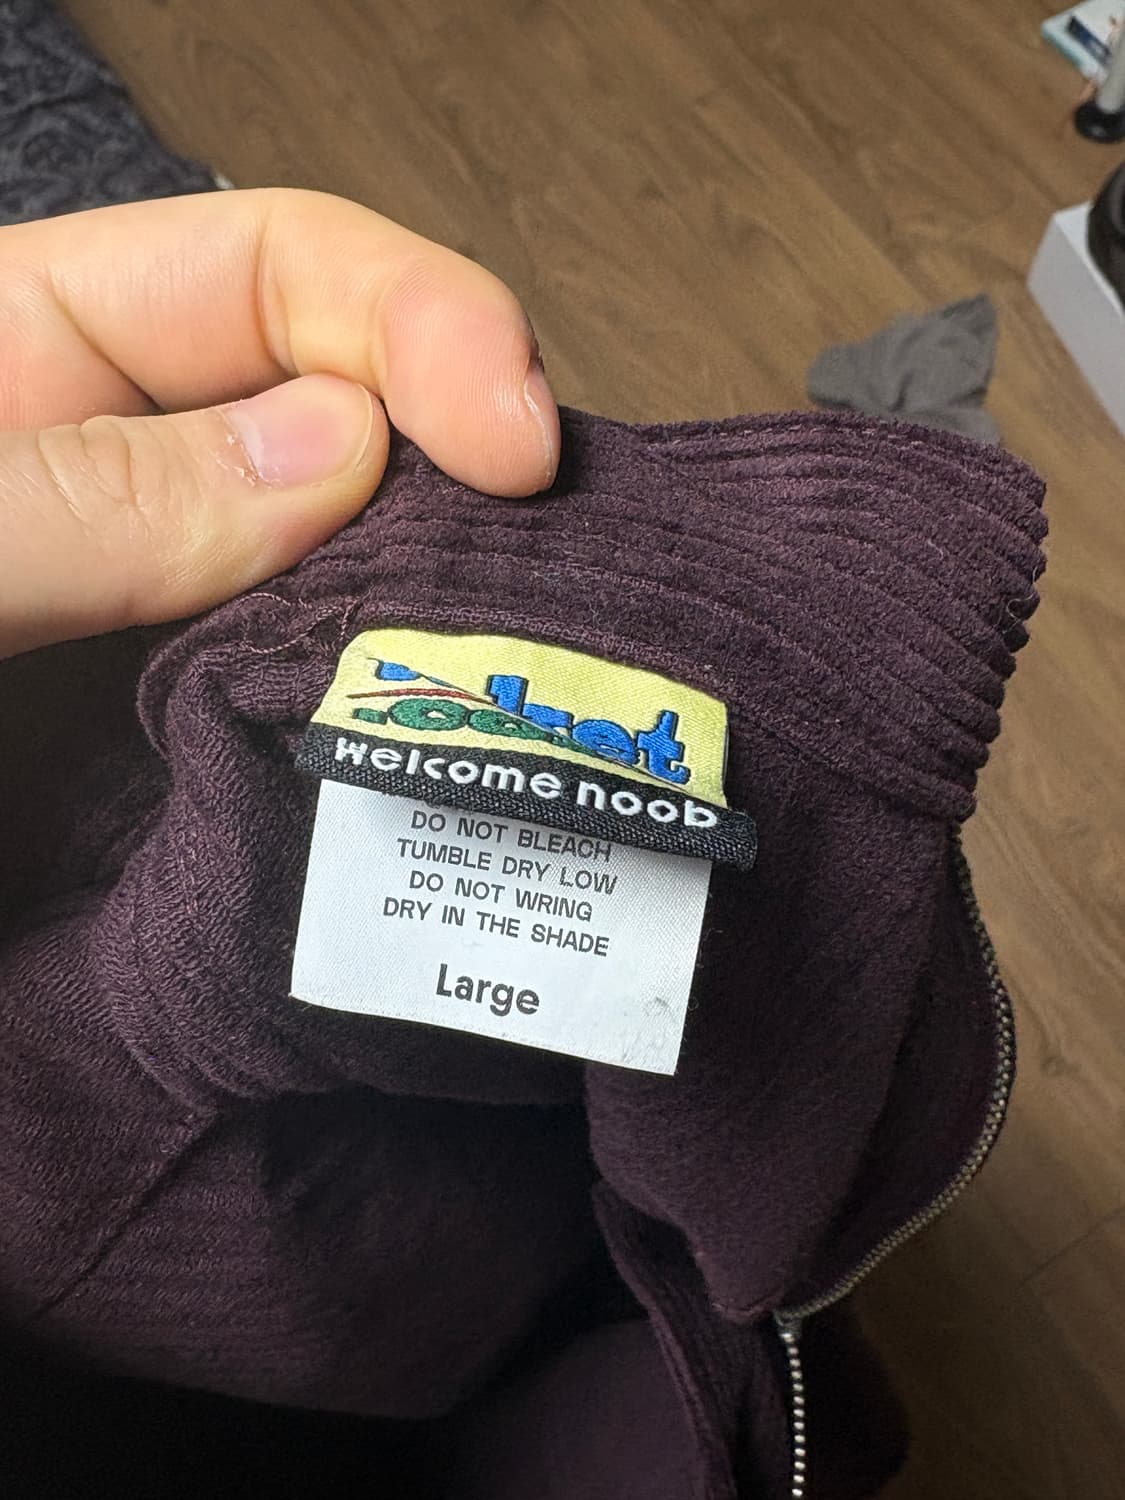 Welcome noob
DO NOT BLEACH
TUMBLE DRY LOW
DO NOT WRING
DRY IN THE SHADE
Large